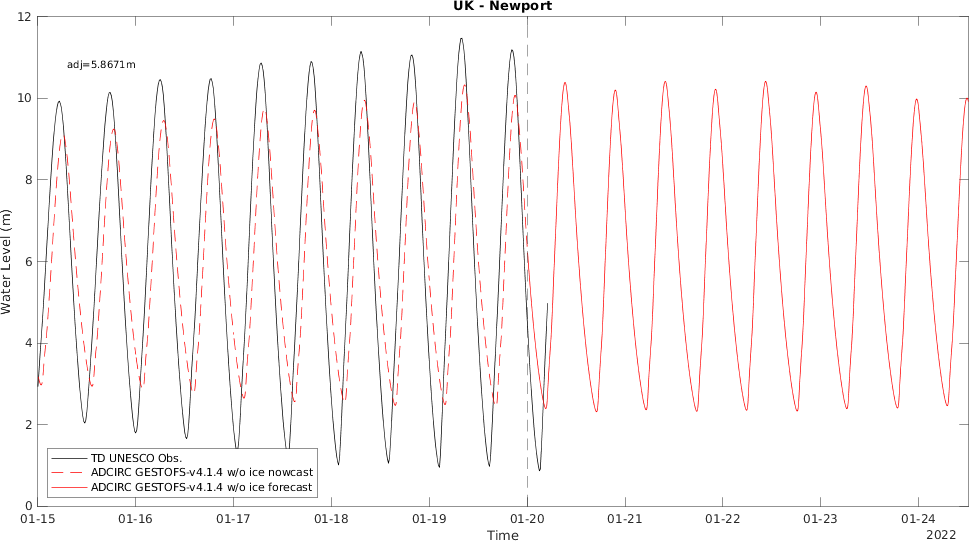 UK - Newport
adj=5.8671m
Water Level (m)
12
10
8
6
4
2
0
TD UNESCO Obs.
ADCIRC GESTOFS-v4.1.4 w/o ice nowcast
ADCIRC GESTOFS-v4.1.4 w/o ice forecast
01-15 01-16 01-17 01-18 01-19 01-20 01-21 01-22 01-23 01-24
Time
2022